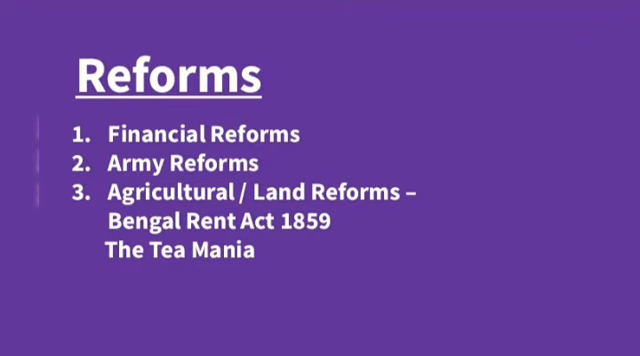 Reforms
1. Financial Reforms
2. Army Reforms
3. Agricultural / Land Reforms –
Bengal Rent Act 1859
The Tea Mania